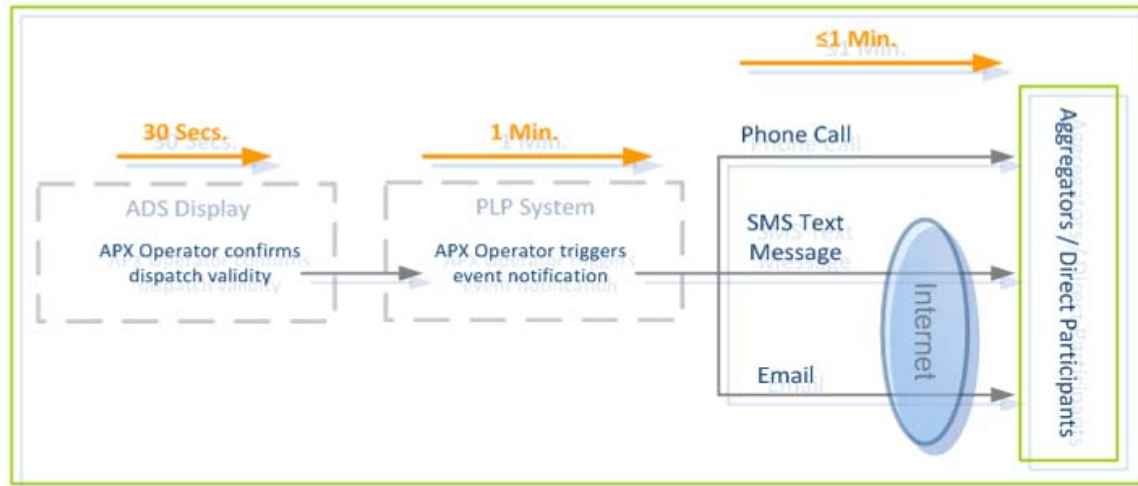 ≤1 Min.
30 Secs.
1 Min.
Phone Call
ADS Display
APX Operator confirms
dispatch validity
PLP System
APX Operator triggers
event notification
SMS Text
Message
Email
Internet
Aggregators / Direct Participants